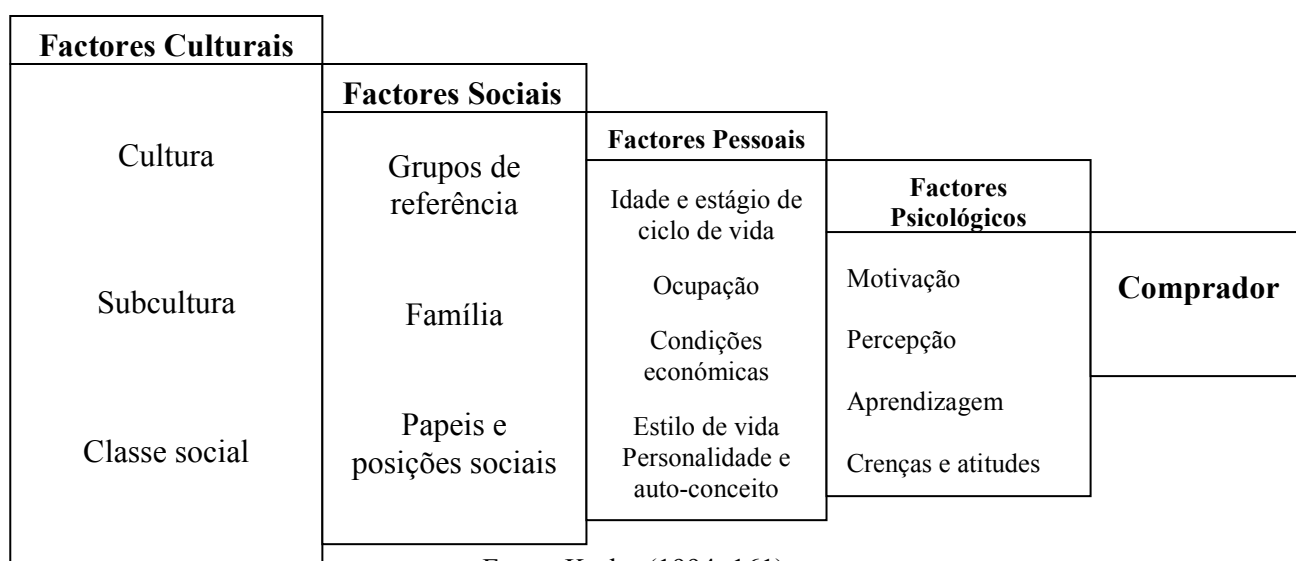 Factores Culturais
Cultura
Subcultura
Classe social
Factores Sociais
Grupos de
referência
Família
Papeis e
posições sociais
Factores Pessoais
Idade e estágio de
ciclo de vida
Ocupação
Condições
económicas
Estilo de vida
Personalidade e
auto-conceito
Factores
Psicológicos
Motivação
Percepção
Aprendizagem
Crenças e atitudes
Comprador